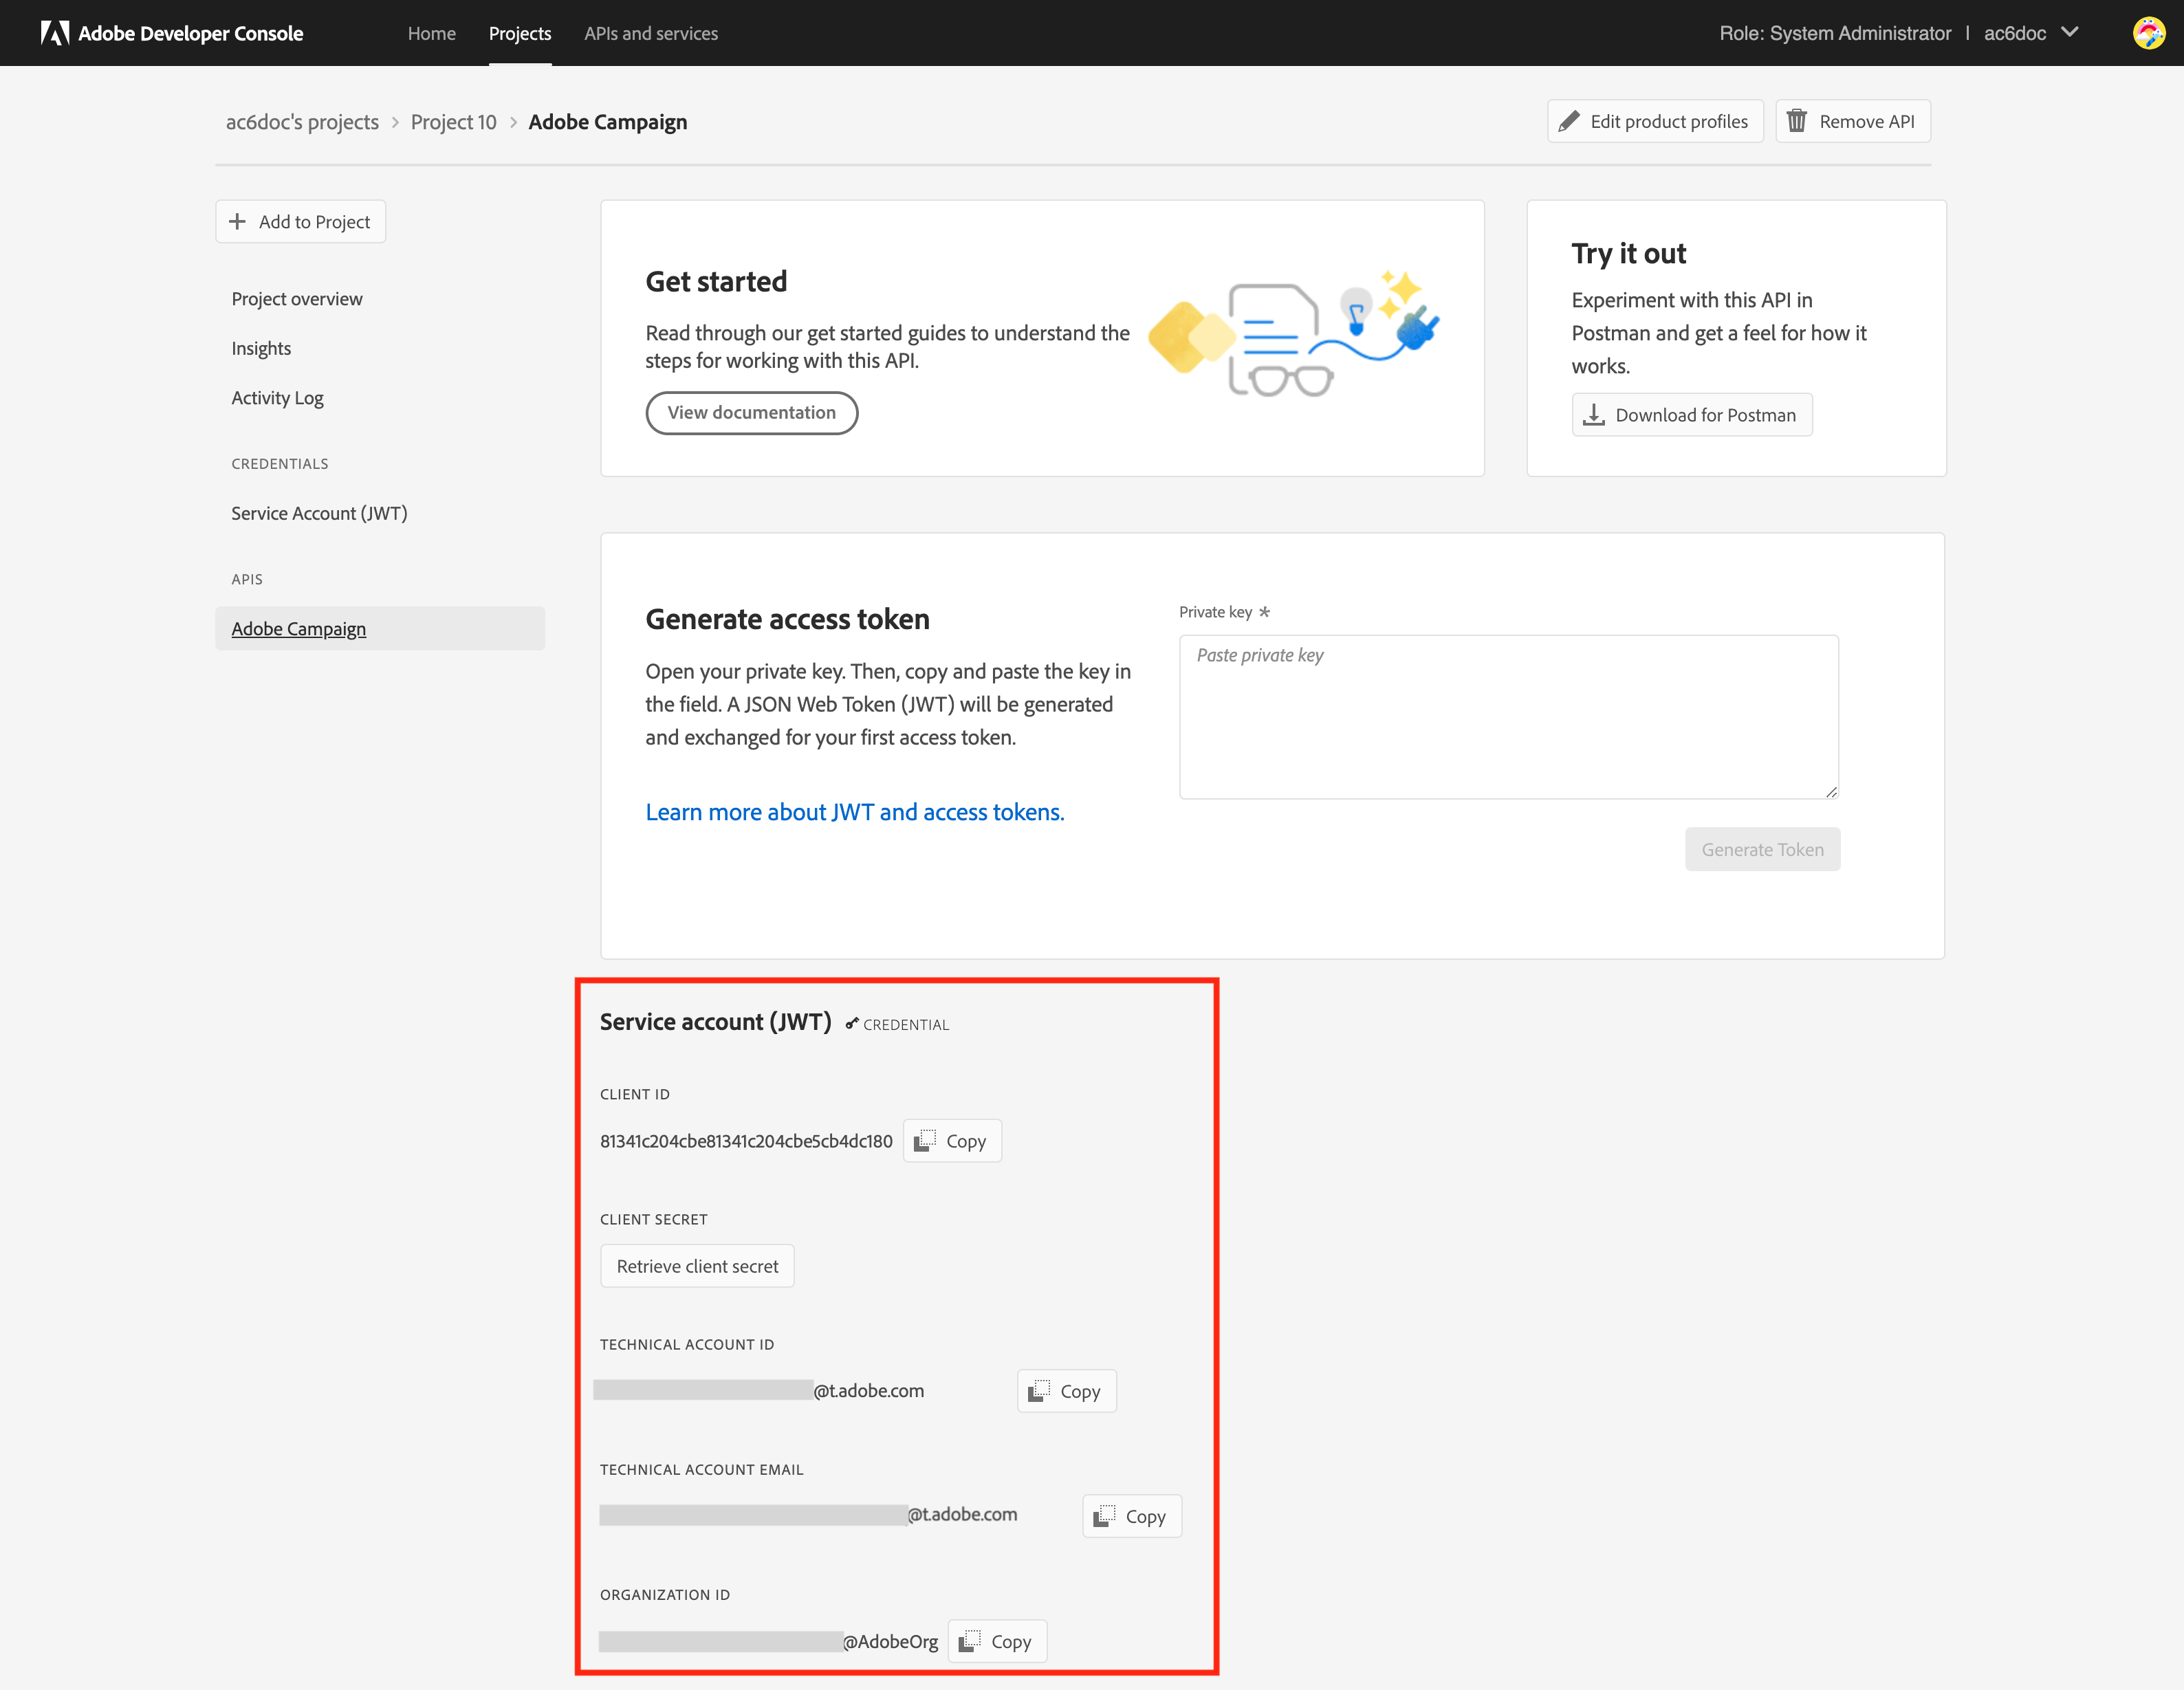 Adobe Developer Console
Home
Projects
APIs and services
Role: System Administrator | ac6doc
ac6doc's projects > Project 10 > Adobe Campaign
Edit product profiles
Remove API
Add to Project
Project overview
Insights
Activity Log
CREDENTIALS
Service Account (JWT)
APIS
Adobe Campaign
Get started
Read through our get started guides to understand the
steps for working with this API.
View documentation
Try it out
Experiment with this API in
Postman and get a feel for how it
works.
Download for Postman
Generate access token
Open your private key. Then, copy and paste the key in
the field. A JSON Web Token (JWT) will be generated
and exchanged for your first access token.
Learn more about JWT and access tokens.
Private key *
Paste private key
Generate Token
Service account (JWT) CREDENTIAL
CLIENT ID
81341c204cbe81341c204cbe5cb4dc180 Copy
CLIENT SECRET
Retrieve client secret
TECHNICAL ACCOUNT ID
@t.adobe.com Copy
TECHNICAL ACCOUNT EMAIL
@t.adobe.com Copy
ORGANIZATION ID
@AdobeOrg Copy